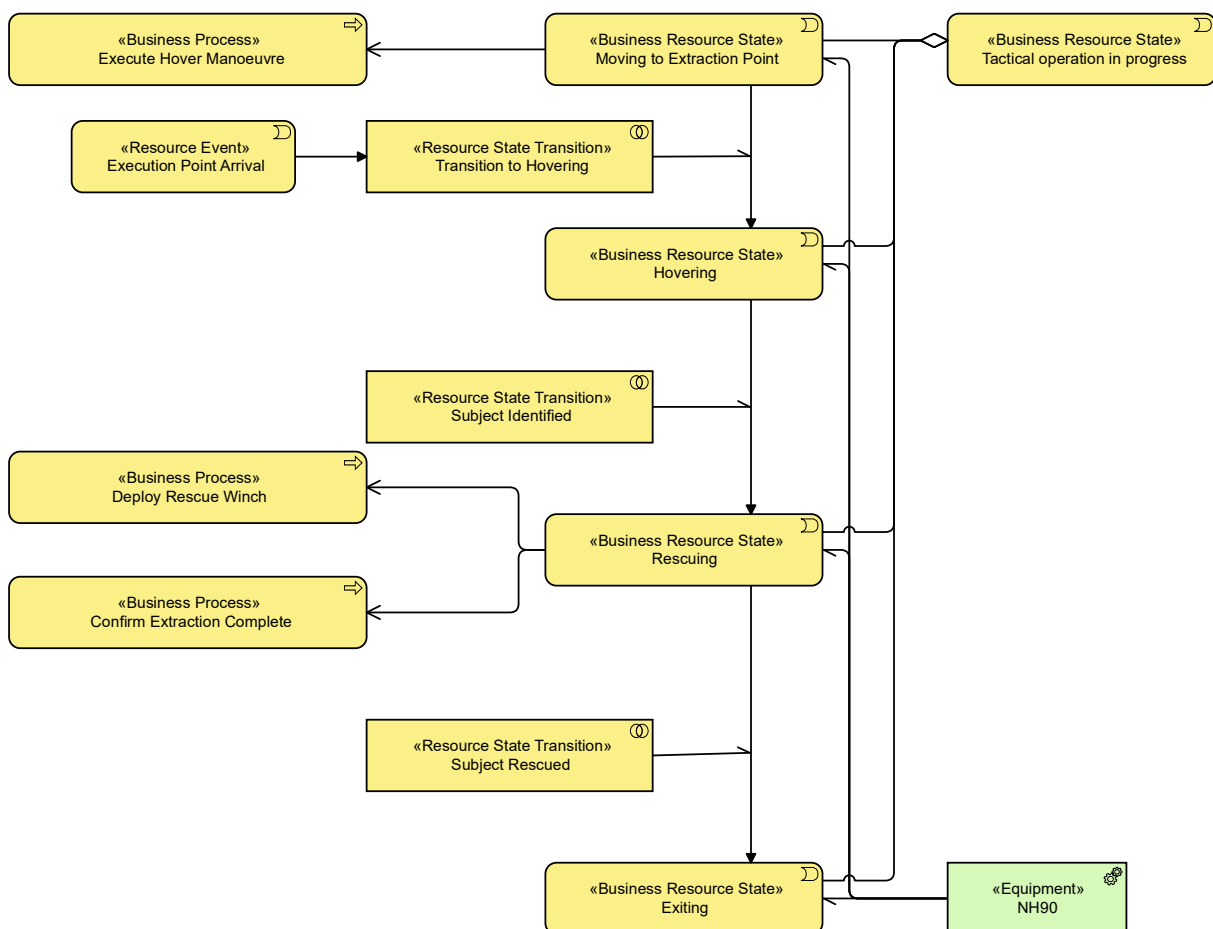 «Business Process»
Execute Hover Manoeuvre
«Business Resource State»
Moving to Extraction Point
«Business Resource State»
Tactical operation in progress
«Resource Event»
Execution Point Arrival
«Resource State Transition»
Transition to Hovering
«Business Resource State»
Hovering
«Resource State Transition»
Subject Identified
«Business Process»
Deploy Rescue Winch
«Business Resource State»
Rescuing
«Business Process»
Confirm Extraction Complete
«Resource State Transition»
Subject Rescued
«Business Resource State»
Exiting
«Equipment»
NH90